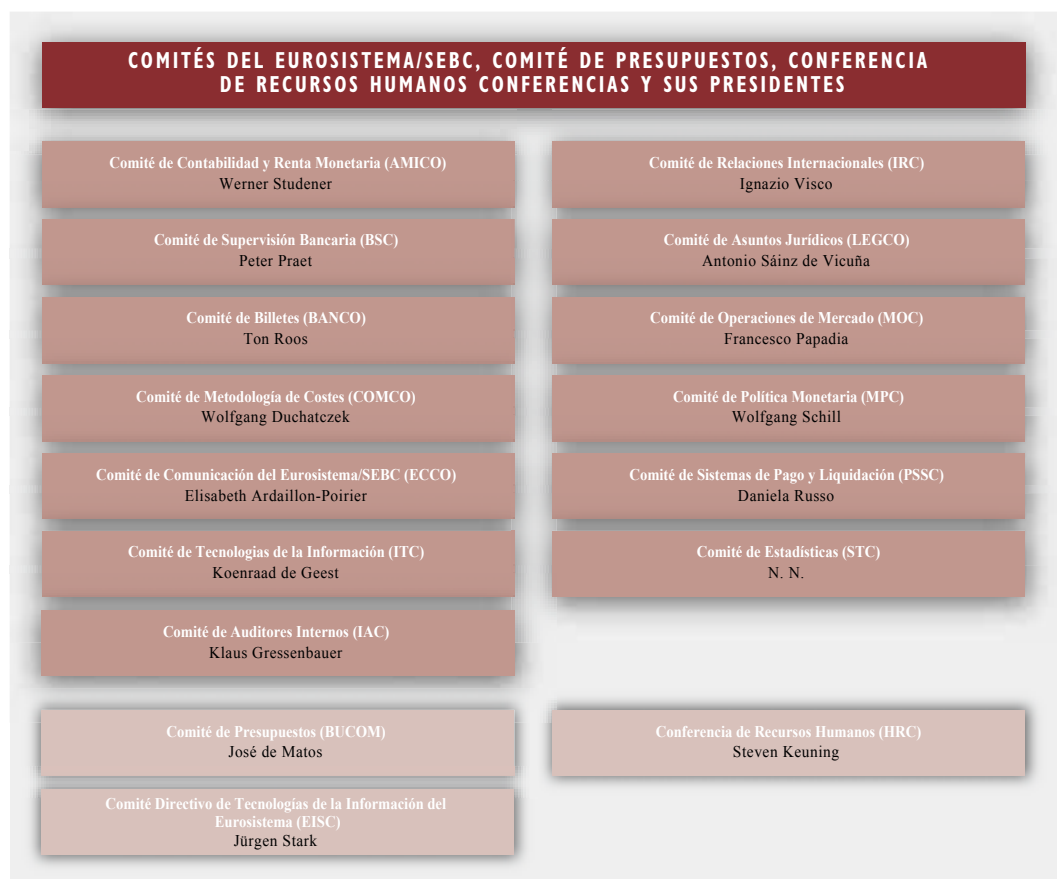 COMITÉS DEL EUROSISTEMA/SEBC, COMITÉ DE PRESUPUESTOS, CONFERENCIA
DE RECURSOS HUMANOS CONFERENCIAS Y SUS PRESIDENTES
Comité de Contabilidad y Renta Monetaria (AMICO)
Werner Studener
Comité de Supervisión Bancaria (BSC)
Peter Praet
Comité de Billetes (BANCO)
Ton Roos
Comité de Metodología de Costes (COMCO)
Wolfgang Duchatczek
Comité de Comunicación del Eurosistema/SEBC (ECCO)
Elisabeth Ardaillon-Poirier
Comité de Tecnologias de la Información (ITC)
Koenraad de Geest
Comité de Auditores Internos (IAC)
Klaus Gressenbauer
Comité de Relaciones Internacionales (IRC)
Ignazio Visco
Comité de Asuntos Jurídicos (LEGCO)
Antonio Sáinz de Vicuña
Comité de Operaciones de Mercado (MOC)
Francesco Papadia
Comité de Política Monetaria (MPC)
Wolfgang Schill
Comité de Sistemas de Pago y Liquidación (PSSC)
Daniela Russo
Comité de Estadísticas (STC)
N. N.
Comité de Presupuestos (BUCOM)
José de Matos
Comité Directivo de Tecnologías de la Información del
Eurosistema (EISC)
Jürgen Stark
Conferencia de Recursos Humanos (HRC)
Steven Keuning